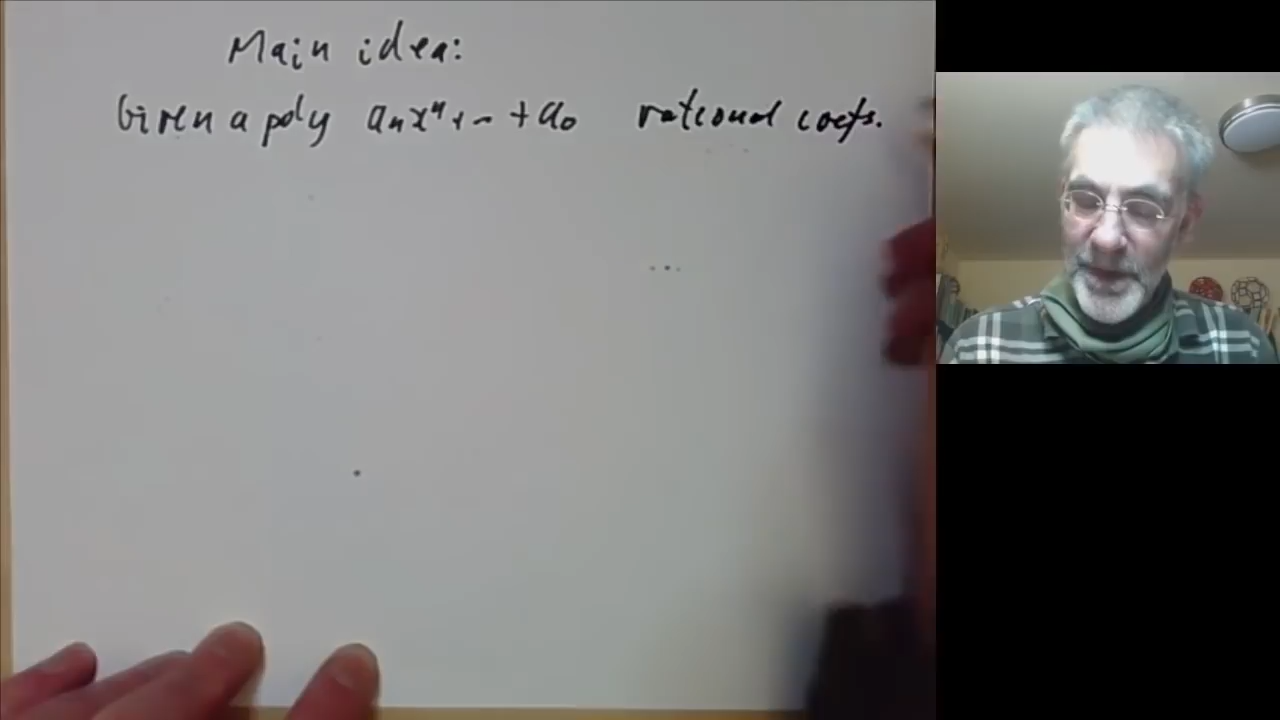 Main idea:
Given a poly aₙxⁿ + ... + a₀ rational coefs.